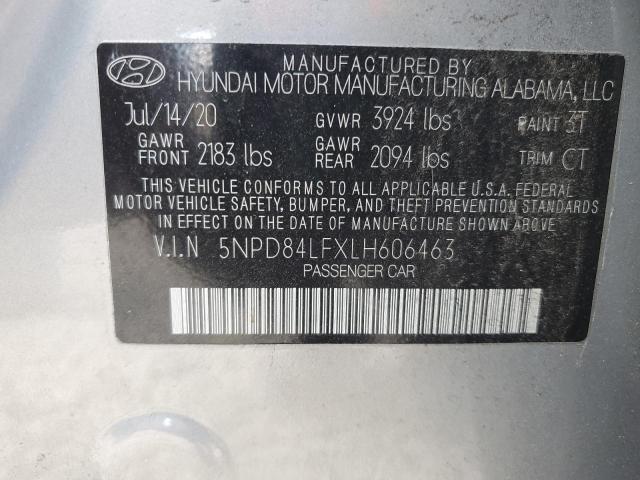 MANUFACTURED BY
HYUNDAI MOTOR MANUFACTURING ALABAMA, LLC
Jul/14/20 GVWR 3924 lbs PAINT 3T
GAWR FRONT 2183 lbs GAWR REAR 2094 lbs TRIM CT
THIS VEHICLE CONFORMS TO ALL APPLICABLE U.S.A. FEDERAL
MOTOR VEHICLE SAFETY, BUMPER, AND THEFT PREVENTION STANDARDS
IN EFFECT ON THE DATE OF MANUFACTURE SHOWN ABOVE
V.I.N 5NPD84LFXLH606463
PASSENGER CAR